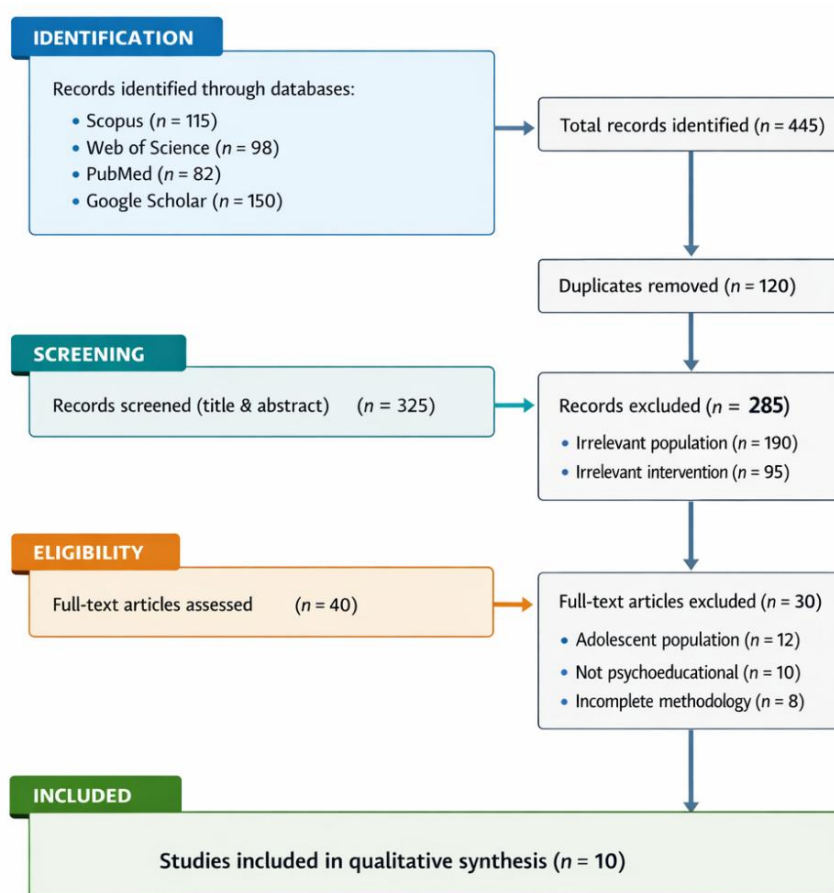 IDENTIFICATION
Records identified through databases:
• Scopus (n = 115)
• Web of Science (n = 98)
• PubMed (n = 82)
• Google Scholar (n = 150)
Total records identified (n = 445)
Duplicates removed (n = 120)
SCREENING
Records screened (title & abstract) (n = 325)
Records excluded (n = 285)
• Irrelevant population (n = 190)
• Irrelevant intervention (n = 95)
ELIGIBILITY
Full-text articles assessed (n = 40)
Full-text articles excluded (n = 30)
• Adolescent population (n = 12)
• Not psychoeducational (n = 10)
• Incomplete methodology (n = 8)
INCLUDED
Studies included in qualitative synthesis (n = 10)